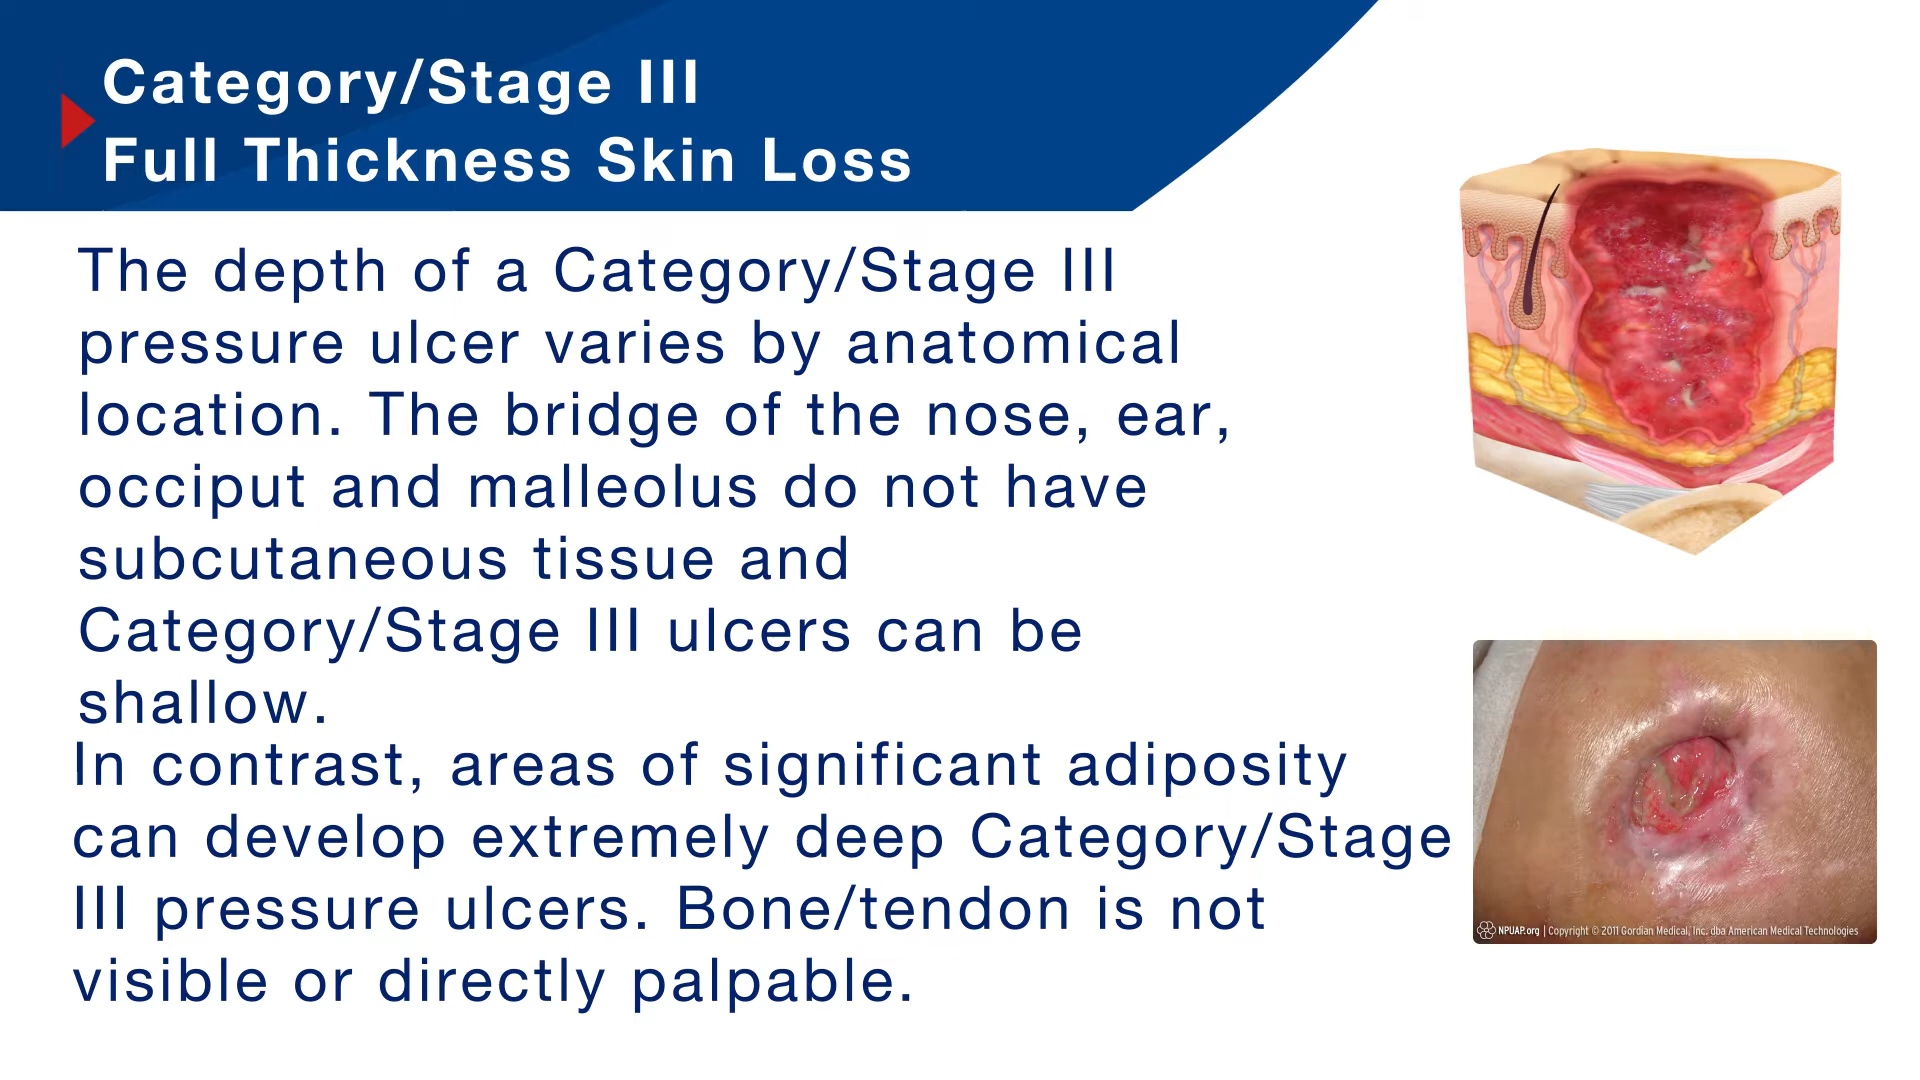 Category/Stage III
Full Thickness Skin Loss
The depth of a Category/Stage III
pressure ulcer varies by anatomical
location. The bridge of the nose, ear,
occiput and malleolus do not have
subcutaneous tissue and
Category/Stage III ulcers can be
shallow.
In contrast, areas of significant adiposity
can develop extremely deep Category/Stage
III pressure ulcers. Bone/tendon is not
visible or directly palpable.
NPUAP.org | Copyright © 2011 Gordian Medical, Inc. dba American Medical Technologies